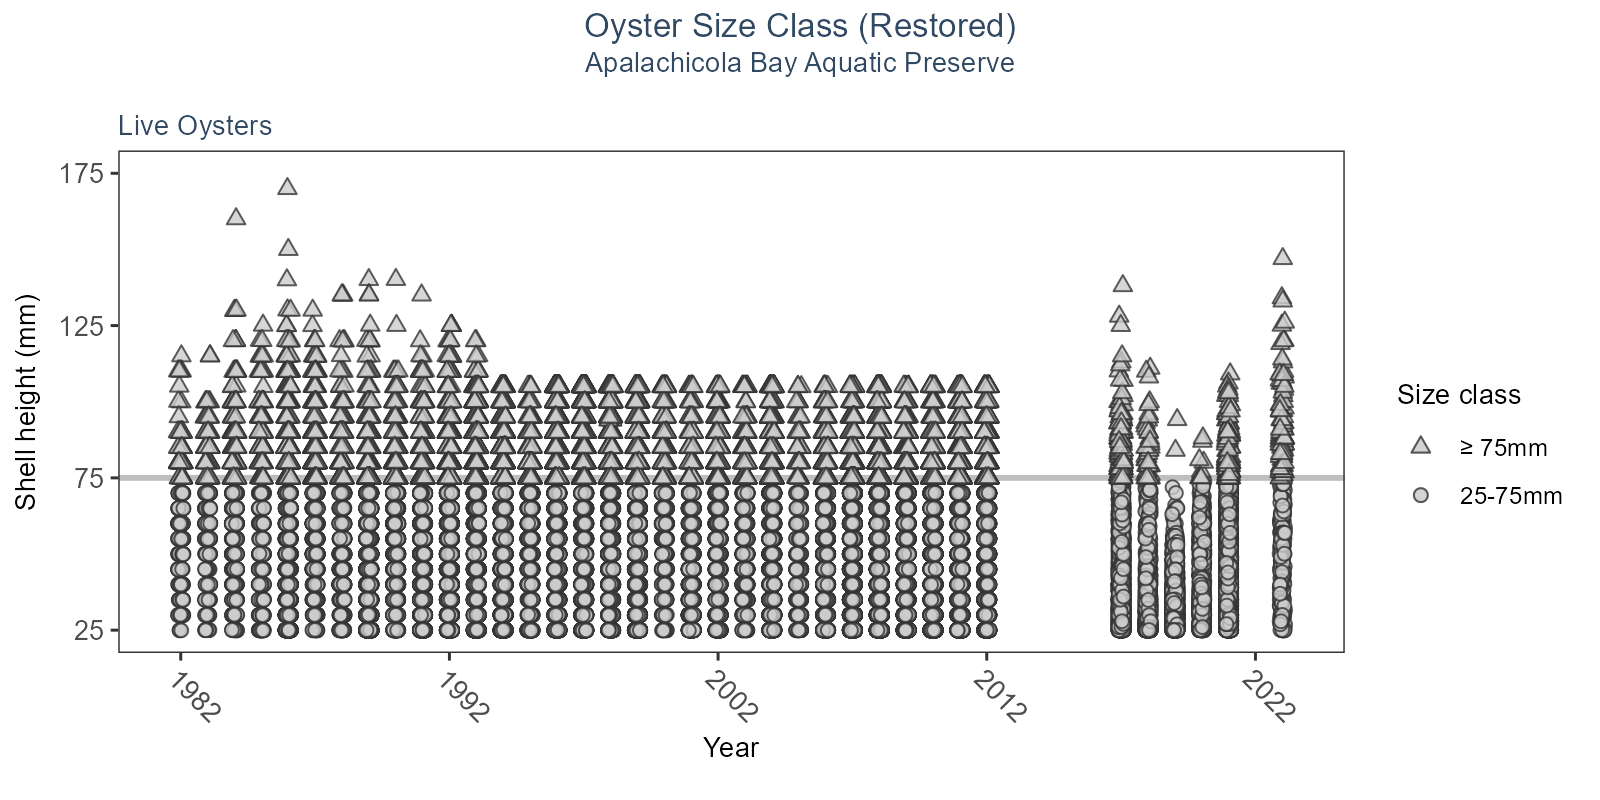 Oyster Size Class (Restored)
Apalachicola Bay Aquatic Preserve
Live Oysters
175
125
75
25
Shell height (mm)
1982
1992
2002
2012
2022
Year
Size class
≥ 75mm
25-75mm